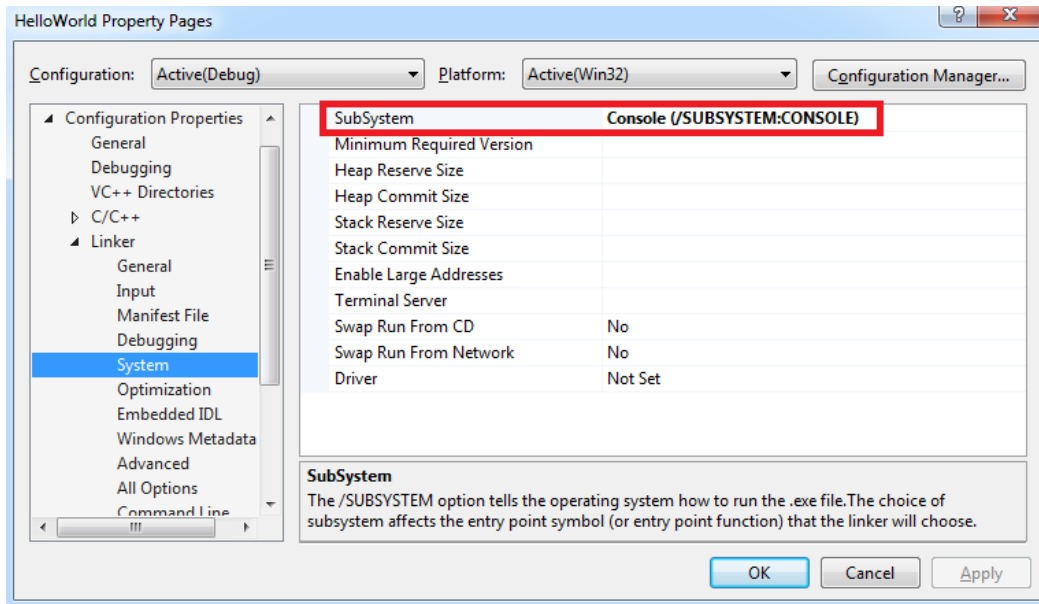 HelloWorld Property Pages
Configuration: Active(Debug) Platform: Active(Win32) Configuration Manager...
Configuration Properties
General
Debugging
VC++ Directories
C/C++
Linker
General
Input
Manifest File
Debugging
System
Optimization
Embedded IDL
Windows Metadata
Advanced
All Options
Command Line
SubSystem Console (/SUBSYSTEM:CONSOLE)
Minimum Required Version
Heap Reserve Size
Heap Commit Size
Stack Reserve Size
Stack Commit Size
Enable Large Addresses
Terminal Server
Swap Run From CD No
Swap Run From Network No
Driver Not Set
SubSystem
The /SUBSYSTEM option tells the operating system how to run the .exe file.The choice of
subsystem affects the entry point symbol (or entry point function) that the linker will choose.
OK Cancel Apply